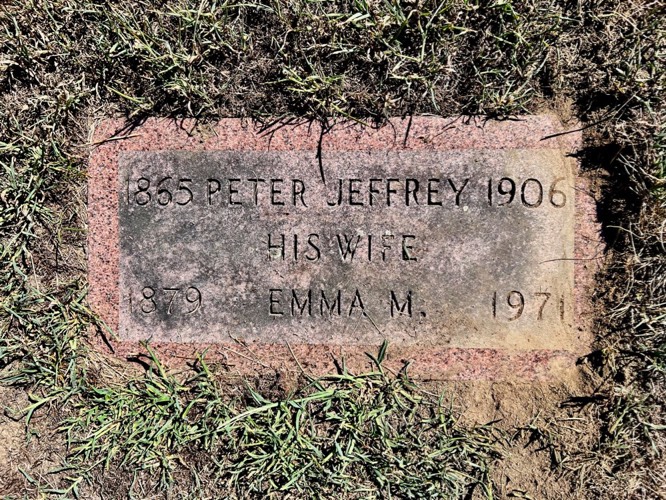 1865 PETER JEFFREY 1906
HIS WIFE
1879 EMMA M. 1971